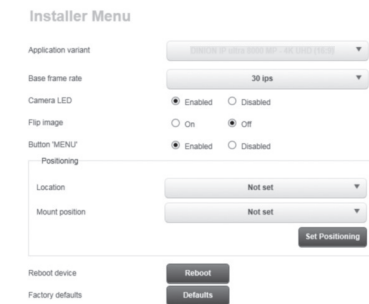 Installer Menu
Application variant
Base frame rate 30 ips
Camera LED Enabled Disabled
Flip image On Off
Button 'MENU' Enabled Disabled
Positioning
Location Not set
Mount position Not set
Set Positioning
Reboot device Reboot
Factory defaults Defaults